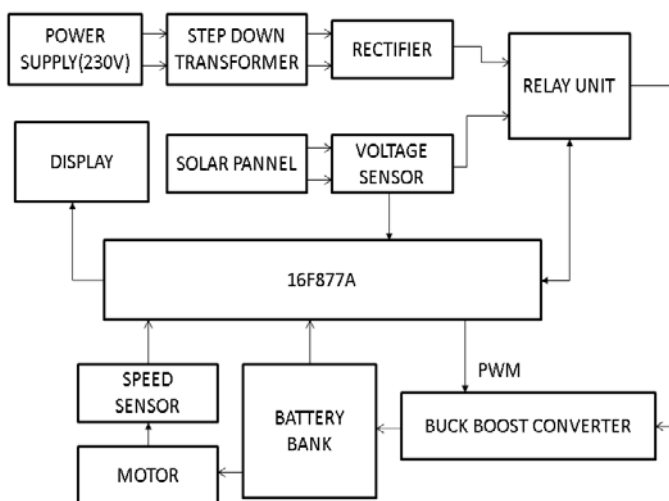 POWER
SUPPLY(230V)
STEP DOWN
TRANSFORMER
RECTIFIER
RELAY UNIT
DISPLAY
SOLAR PANNEL
VOLTAGE
SENSOR
16F877A
SPEED
SENSOR
MOTOR
BATTERY
BANK
PWM
BUCK BOOST CONVERTER